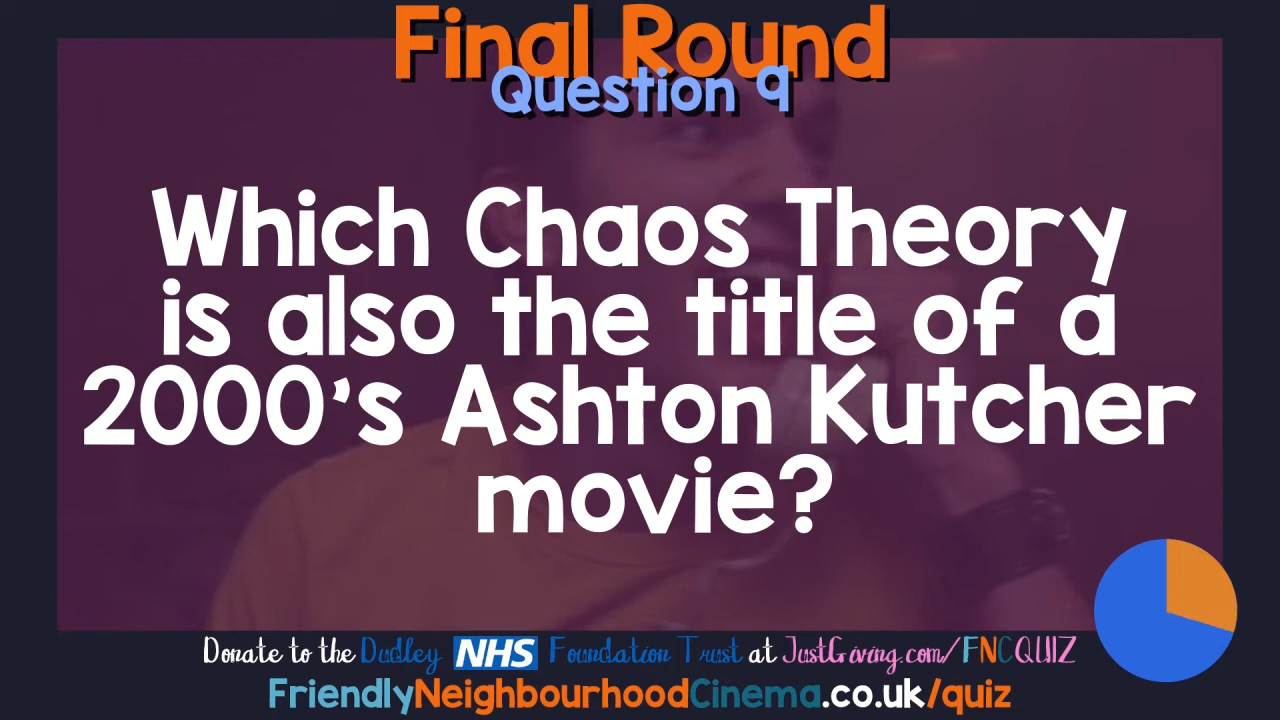 Final Round
Question 9
Which Chaos Theory
is also the title of a
2000's Ashton Kutcher
movie?
Donate to the Dudley NHS Foundation Trust at JustGiving.com/FNCQUIZ
FriendlyNeighbourhoodCinema.co.uk/quiz